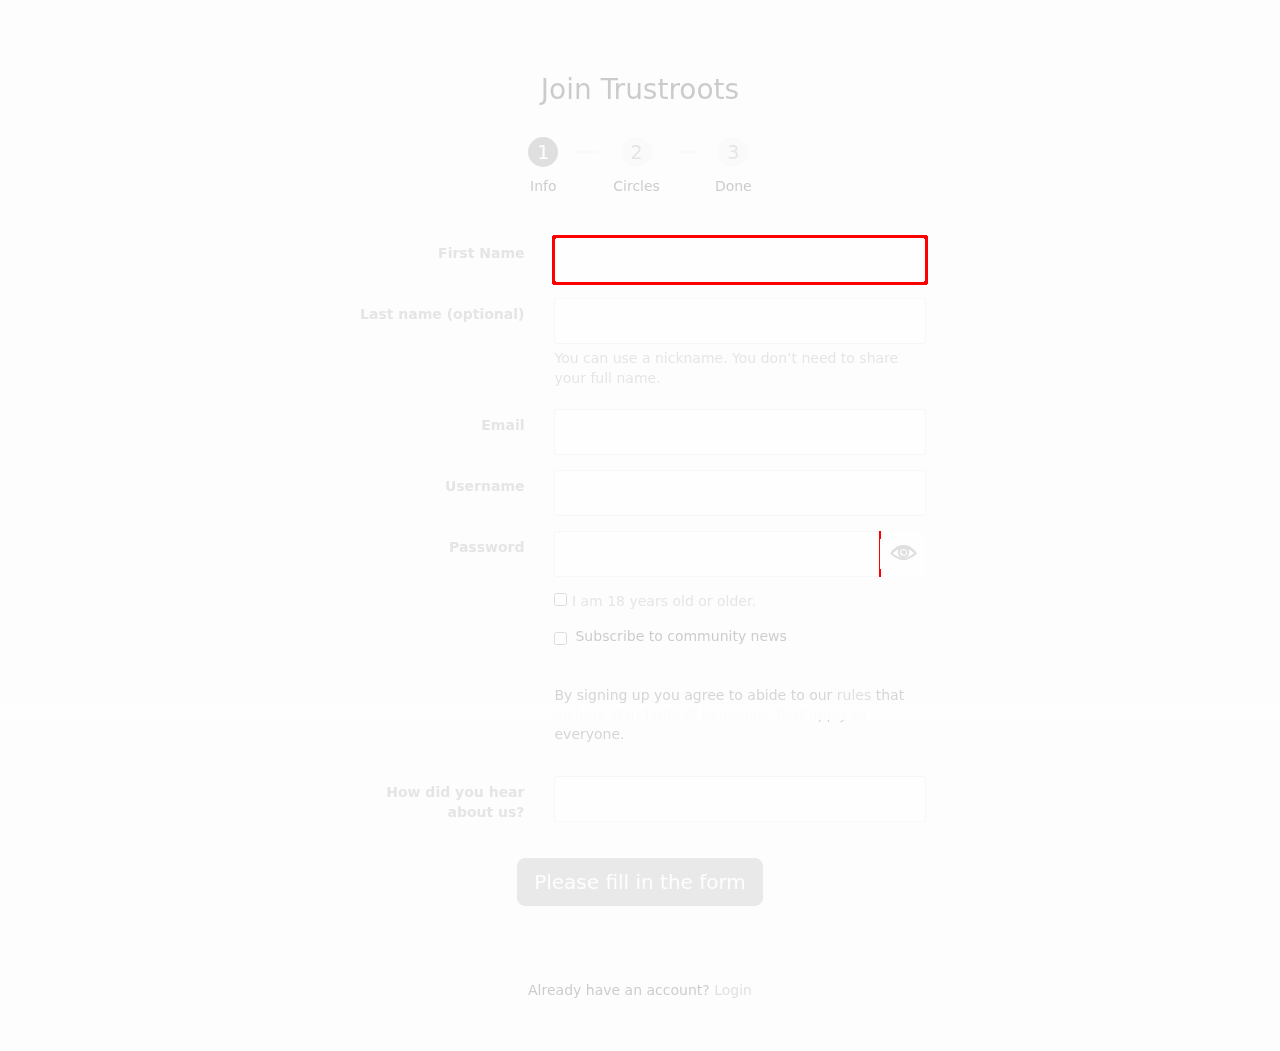 Join Trustroots
1
2
3
Info
Circles
Done
First Name
Last name (optional)
You can use a nickname. You don’t need to share
your full name.
Email
Username
Password
I am 18 years old or older.
Subscribe to community news
By signing up you agree to abide to our rules that
everyone.
How did you hear
about us?
Please fill in the form
Already have an account? Login